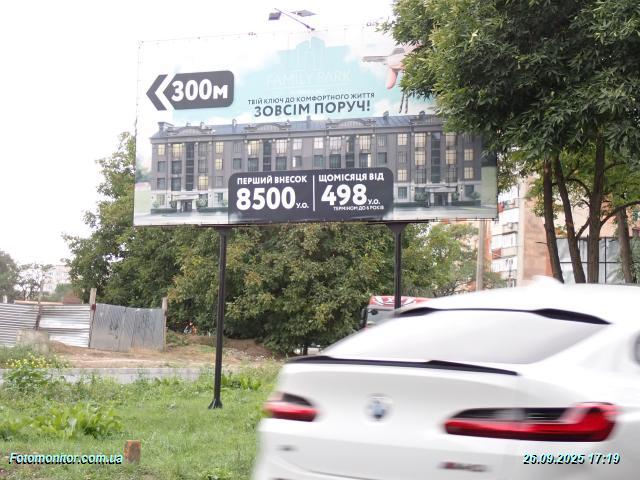 300м
FAMILY PARK
ТВІЙ КЛЮЧ ДО КОМФОРТНОГО ЖИТТЯ
ЗОВСІМ ПОРУЧ!
ПЕРШИЙ ВНЕСОК
8500 У.О.
ЩОМІСЯЦЯ ВІД
498 У.О.
ТЕРМІНОМ ДО 6 РОКІВ
Fotomonitor.com.ua
26.09.2025 17:19